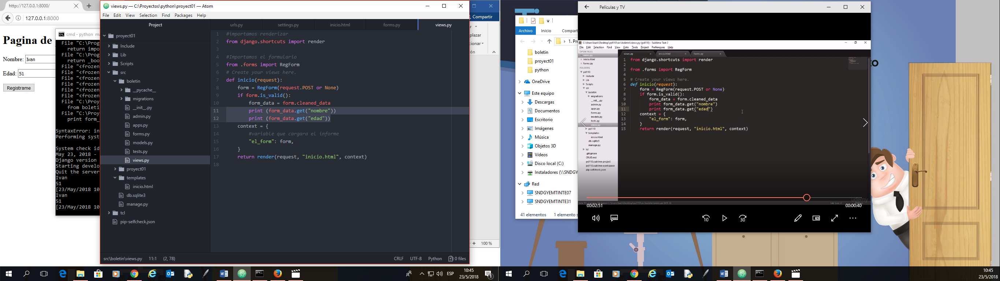 http://127.0.0.1:8000/
127.0.0.1:8000
Pagina de
Nombre: Ivan
Edad: 51
Registrame
cmd - python
File "C:\Prog
return impo
File "C:\Prog
return _boo
File "<frozen
File "<frozen
File "<frozen
File "<frozen
File "<frozen
File "C:\Proy
from boleti
File "C:\Proy
print form_
SyntaxError: in
Performing syst
System check id
May 23, 2018 -
Django version
Starting develo
Quit the server
Ivan
51
[23/May/2018 10
Ivan
51
[23/May/2018 10
views.py — C:\Proyectos\python\proyect01 — Atom
File Edit View Selection Find Packages Help
Project
proyect01
Include
Lib
Scripts
src
boletin
__pycache__
migrations
__init__.py
admin.py
apps.py
forms.py
models.py
tests.py
views.py
proyect01
templates
inicio.html
db.sqlite3
manage.py
tcl
pip-selfcheck.json
urls.py settings.py inicio.html forms.py views.py
1 #importamos renderizar
2 from django.shortcuts import render
3
4 #Importamos el formulario
5 from .forms import RegForm
6 # Create your views here.
7 def inicio(request):
8 form = RegForm(request.POST or None)
9 if form.is_valid():
10 form_data = form.cleaned_data
11 print (form_data.get("nombre"))
12 print (form_data.get("edad"))
13 context = {
14 #variable que cargara el informe
15 "el_form": form,
16 }
17 return render(request, "inicio.html", context)
18
src\boletin\views.py 11:1 (2, 78)
CRLF UTF-8 Python 0 files
Compartir
plazar
cionar
ón
100 %
ESP
10:45
23/5/2018
1
Archivo Inicio Compart
1. Pr
boletin
proyect01
python
OneDrive
Este equipo
Descargas
Documentos
Escritorio
Imágenes
Música
Objetos 3D
Vídeos
Disco local (C:)
Instaladores (\\SNDGY
Red
SNDGYEMTINTE07
SNDGYEMTINTE31
41 elementos 1 elemento s
Películas y TV
C:\Users\karli\Desktop\pd110\src\boletin\views.py (pd110) - Sublime Text 2
File Edit Selection Find View Goto Tools Project Preferences Help
OPEN FILES
views.py
inicio.html
forms.py
FOLDERS
pd110
Include
Lib
Scripts
src
boletin
migrations
__init__.py
admin.py
apps.py
forms.py
models.py
tests.py
views.py
pd110
templates
inicio.html
db.sqlite3
manage.py
tcl
.gitignore
CRUD.md
pd110.sublime-project
pd110.sublime-workspace
pip-selfcheck.json
views.py inicio.html forms.py
1 from django.shortcuts import render
2
3 from .forms import RegForm
4
5 # Create your views here.
6 def inicio(request):
7 form = RegForm(request.POST or None)
8 if form.is_valid():
9 form_data = form.cleaned_data
10 print form_data.get("nombre")
11 print form_data.get("edad")
12 context = {
13 "el_form": form,
14 }
15 return render(request, "inicio.html", context)
udemy
00:02:51
00:00:40
10
30
to
10:45
23/5/2018